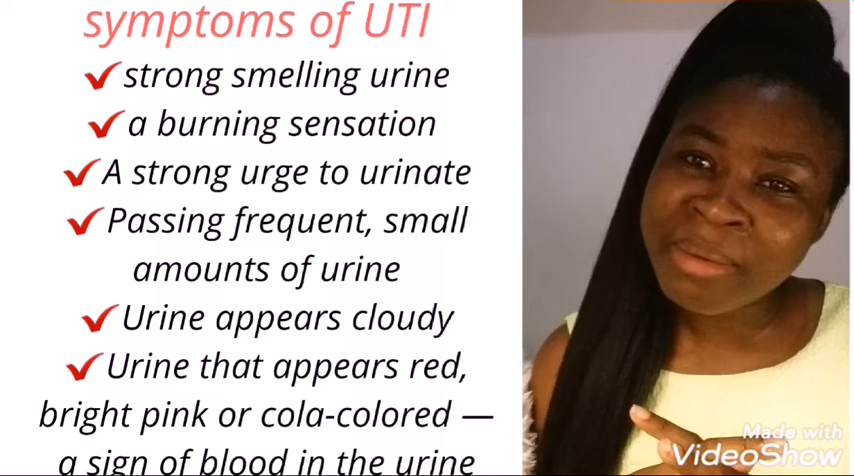 symptoms of UTI
✔strong smelling urine
✔a burning sensation
✔A strong urge to urinate
✔Passing frequent, small
amounts of urine
✔Urine appears cloudy
✔Urine that appears red,
bright pink or cola-colored —
a sign of blood in the urine
Made with
VideoShow